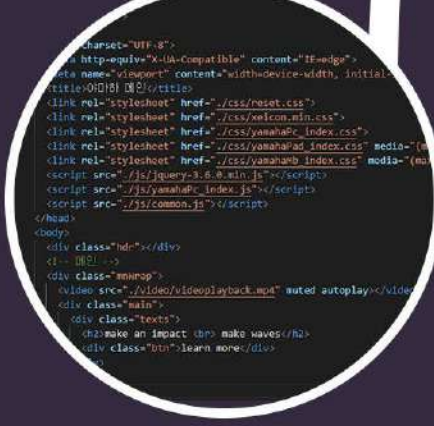 charset="UTF-8">
http-equiv="X-UA-Compatible" content="IE=edge">
meta name="viewport" content="width=device-width, initial-
<title>야마하 메인</title>
<link rel="stylesheet" href="./css/reset.css">
<link rel="stylesheet" href="./css/xeicon.min.css">
<link rel="stylesheet" href="./css/yamahaPc_index.css">
<link rel="stylesheet" href="./css/yamahaPad_index.css" media="(m
<link rel="stylesheet" href="./css/yamahaMb_index.css" media="(ma
<script src="./js/jquery-3.6.0.min.js"></script>
<script src="./js/yamahaPc_index.js"></script>
<script src="./js/common.js"></script>
</head>
<body>
<div class="hdr"></div>
<!-- 메인 -->
<div class="mnwrap">
<video src="./video/videoplayback.mp4" muted autoplay></video
<div class="main">
<div class="texts">
<h2>make an impact <br> make waves</h2>
<div class="btn">learn more</div>